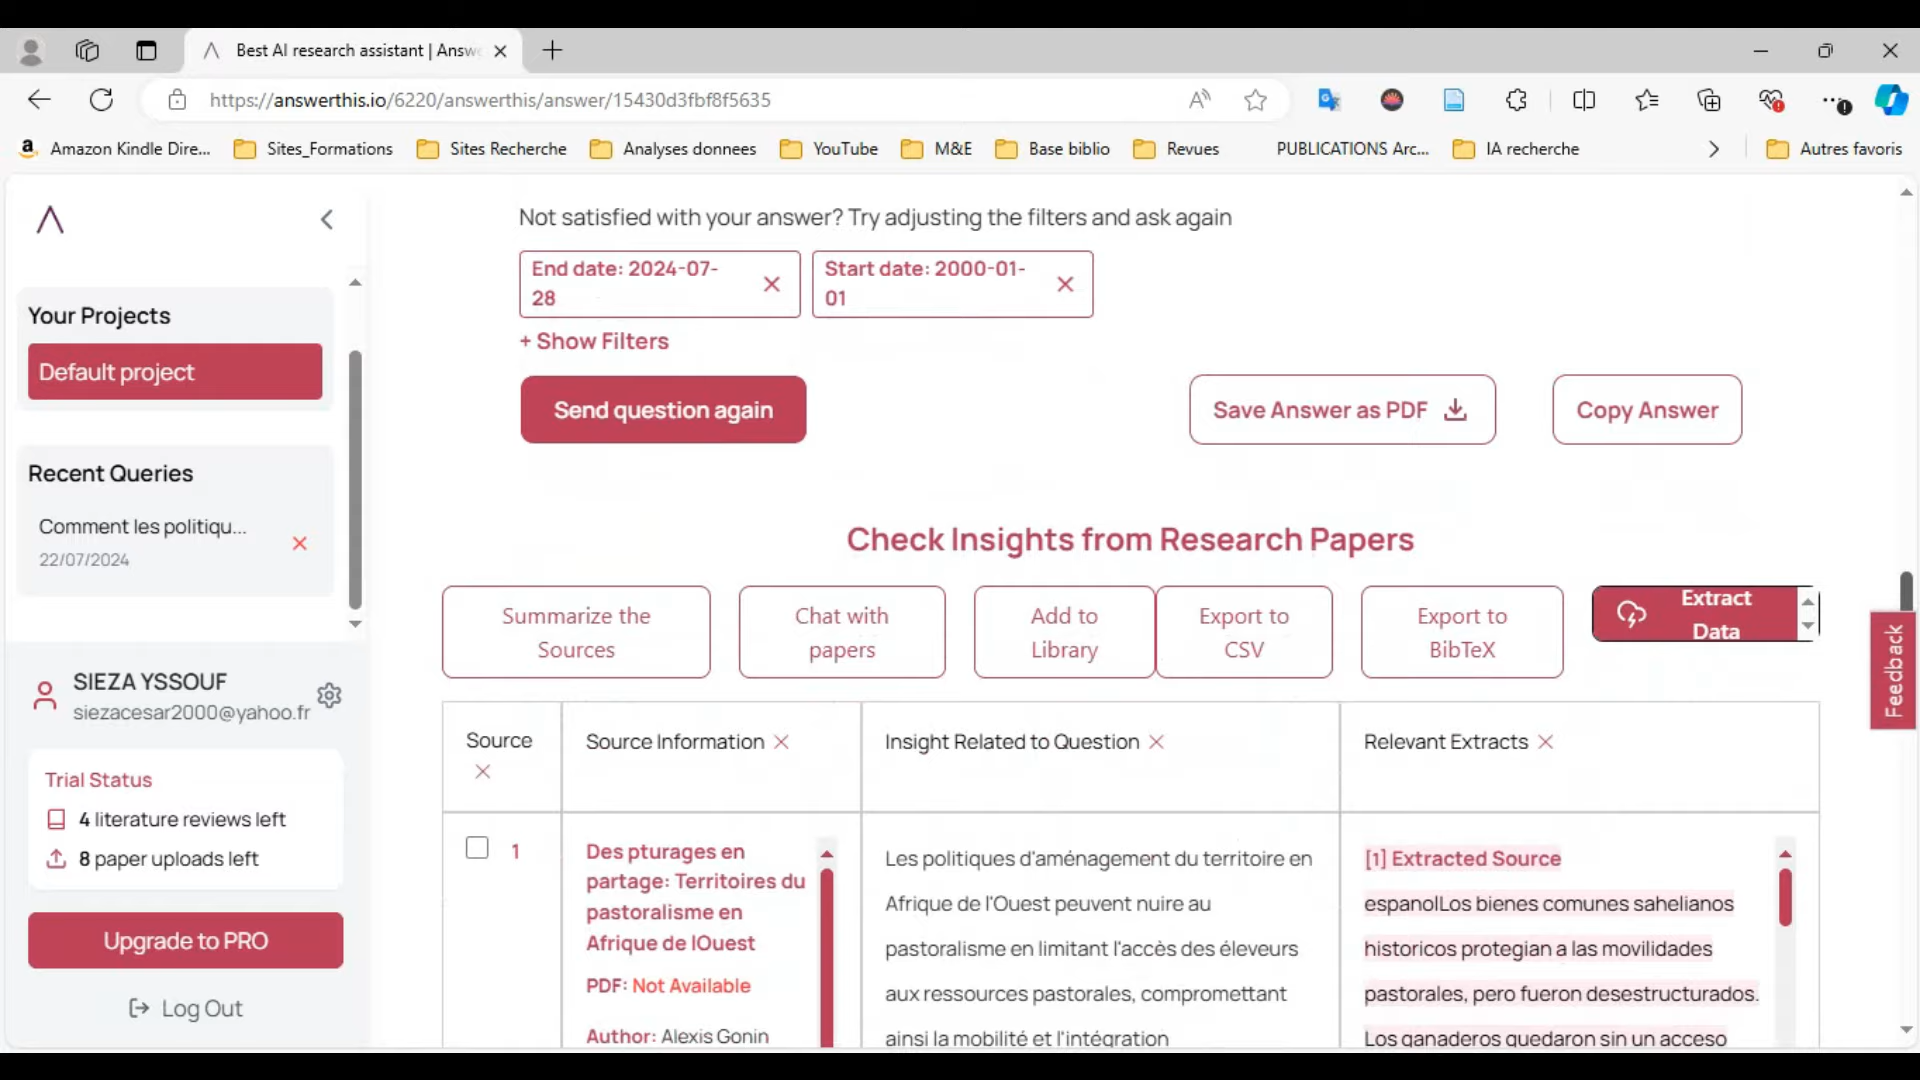 Best AI research assistant | Answ
https://answerthis.io/6220/answerthis/answer/15430d3fbf8f5635
Amazon Kindle Dire...
Sites_Formations
Sites Recherche
Analyses donnees
YouTube
M&E
Base biblio
Revues
PUBLICATIONS Arc...
IA recherche
Autres favoris
Your Projects
Default project
Recent Queries
Comment les politiqu...
22/07/2024
SIEZA YSSOUF
siezacesar2000@yahoo.fr
Trial Status
4 literature reviews left
8 paper uploads left
Upgrade to PRO
Log Out
Not satisfied with your answer? Try adjusting the filters and ask again
End date: 2024-07-
28
Start date: 2000-01-
01
+ Show Filters
Send question again
Save Answer as PDF
Copy Answer
Check Insights from Research Papers
Summarize the
Sources
Chat with
papers
Add to
Library
Export to
CSV
Export to
BibTeX
Extract
Data
Feedback
Source
Source Information
Insight Related to Question
Relevant Extracts
1
Des pturages en
partage: Territoires du
pastoralisme en
Afrique de lOuest
PDF: Not Available
Author: Alexis Gonin
Les politiques d'aménagement du territoire en
Afrique de l'Ouest peuvent nuire au
pastoralisme en limitant l'accès des éleveurs
aux ressources pastorales, compromettant
ainsi la mobilité et l'intégration
[1] Extracted Source
espanolLos bienes comunes sahelianos
historicos protegian a las movilidades
pastorales, pero fueron desestructurados.
Los ganaderos quedaron sin un acceso